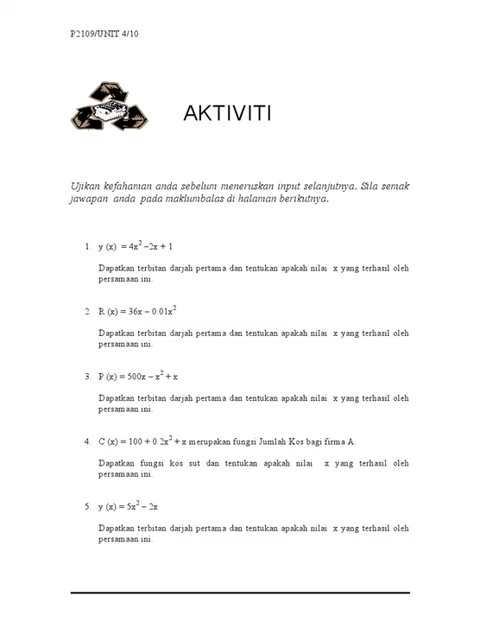 P2109/UNIT 4/10
AKTIVITI
Ujikan kefahaman anda sebelum meneruskan input selanjutnya. Sila semak
jawapan anda pada maklumbalas di halaman berikutnya.
1. y (x) = 4x² –2x + 1
Dapatkan terbitan darjah pertama dan tentukan apakah nilai x yang terhasil oleh
persamaan ini.
2. R (x) = 36x – 0.01x²
Dapatkan terbitan darjah pertama dan tentukan apakah nilai x yang terhasil oleh
persamaan ini.
3. P (x) = 500x – x² + x
Dapatkan terbitan darjah pertama dan tentukan apakah nilai x yang terhasil oleh
persamaan ini.
4. C (x) = 100 + 0.2x² + x merupakan fungsi Jumlah Kos bagi firma A.
Dapatkan fungsi kos sut dan tentukan apakah nilai x yang terhasil oleh
persamaan ini.
5. y (x) = 5x² – 2x
Dapatkan terbitan darjah pertama dan tentukan apakah nilai x yang terhasil oleh
persamaan ini.